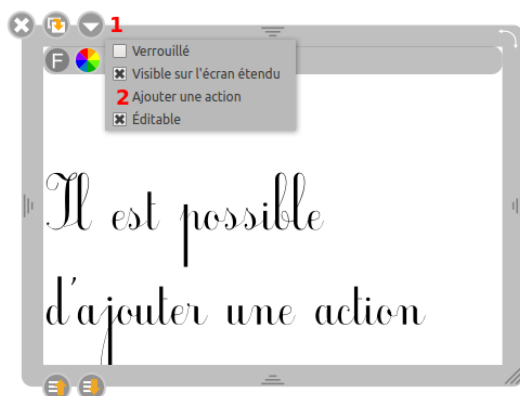 1
F
Verrouillé
Visible sur l'écran étendu
2 Ajouter une action
Éditable
Il est possible
d'ajouter une action